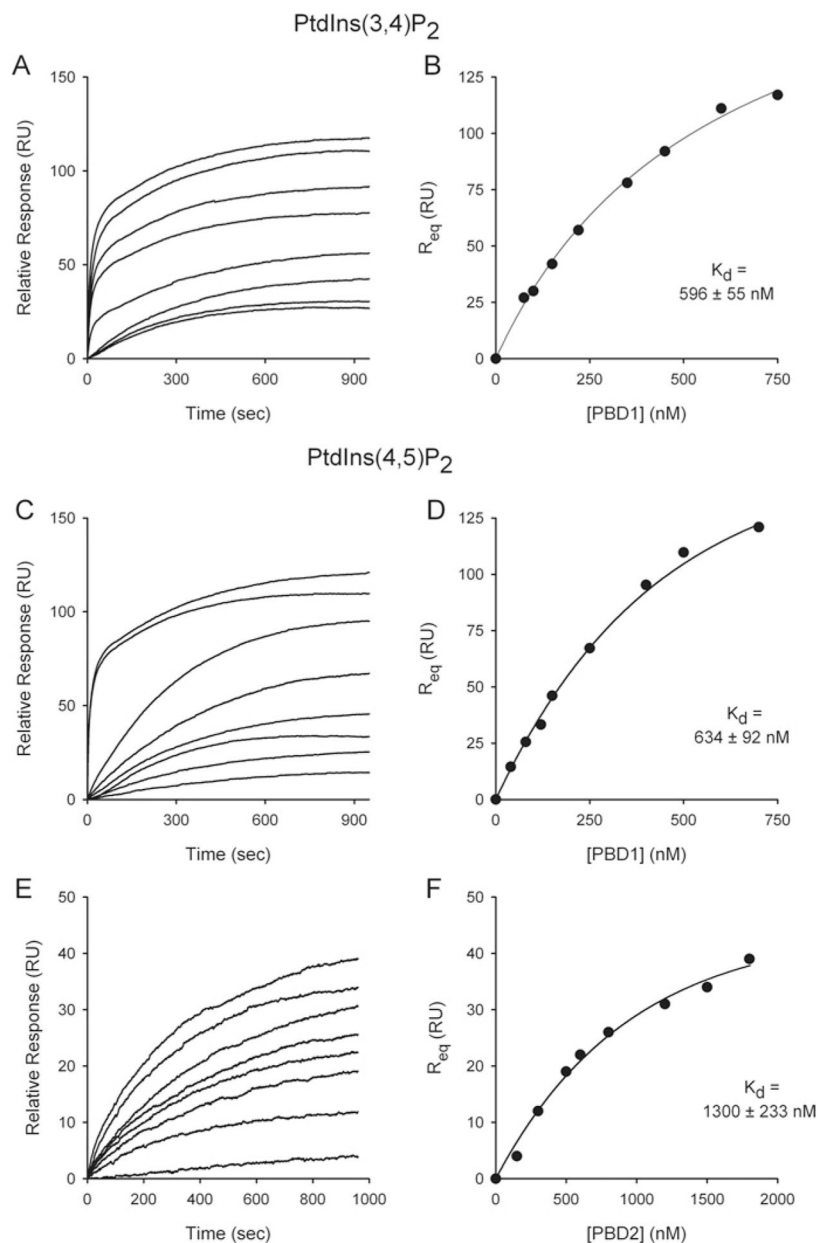 PtdIns(3,4)P2
A
150
100
50
0
Relative Response (RU)
0 300 600 900
Time (sec)
B
125
100
75
50
25
0
Req (RU)
Kd =
596 ± 55 nM
0 250 500 750
[PBD1] (nM)
PtdIns(4,5)P2
C
150
100
50
0
Relative Response (RU)
0 300 600 900
Time (sec)
D
125
100
75
50
25
0
Req (RU)
Kd =
634 ± 92 nM
0 250 500 750
[PBD1] (nM)
E
50
40
30
20
10
0
Relative Response (RU)
0 200 400 600 800 1000
Time (sec)
F
50
40
30
20
10
0
Req (RU)
Kd =
1300 ± 233 nM
0 500 1000 1500 2000
[PBD2] (nM)